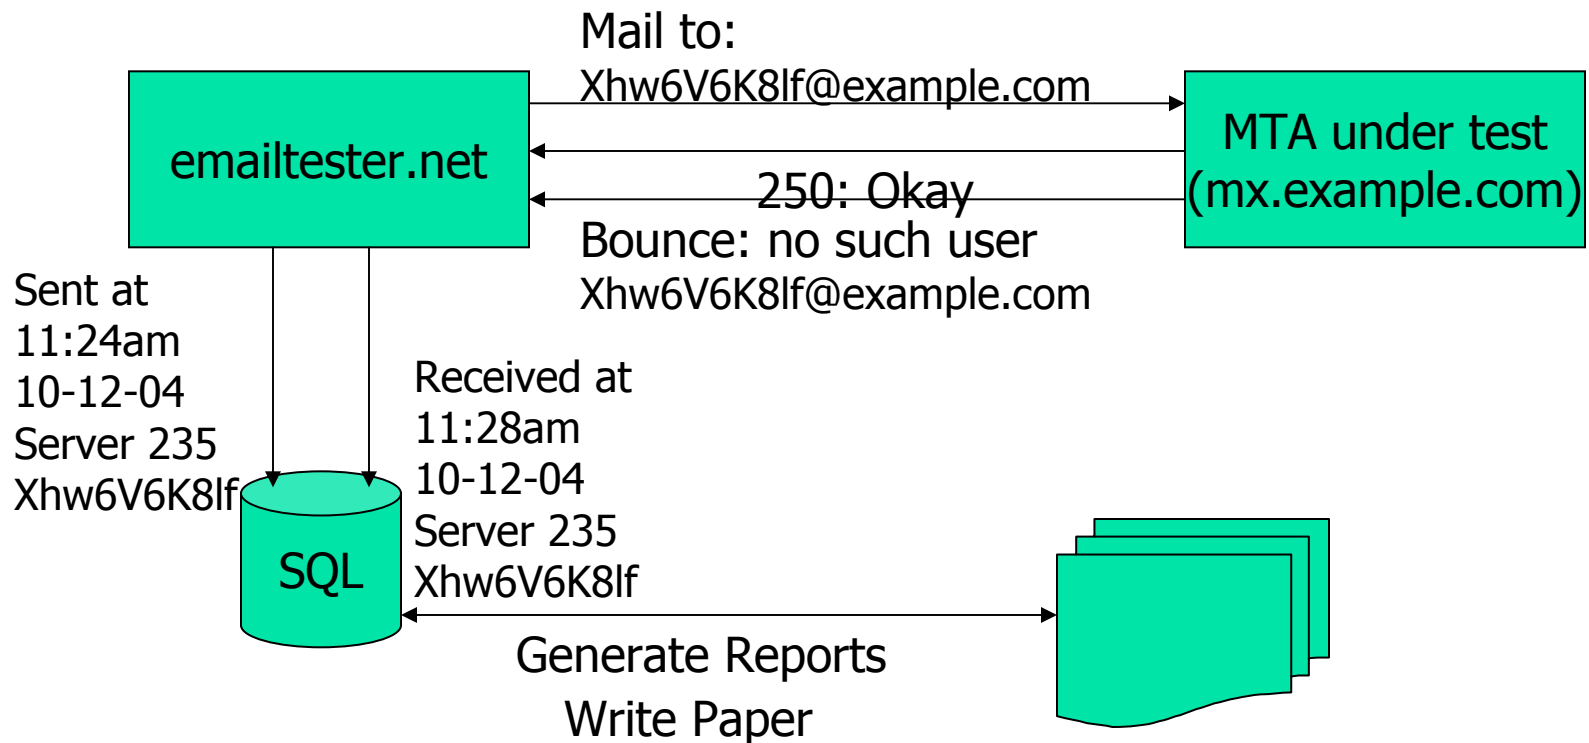 Mail to:
Xhw6V6K8lf@example.com
emailtester.net
MTA under test
(mx.example.com)
250: Okay
Bounce: no such user
Xhw6V6K8lf@example.com
Sent at
11:24am
10-12-04
Server 235
Xhw6V6K8lf
Received at
11:28am
10-12-04
Server 235
Xhw6V6K8lf
SQL
Generate Reports
Write Paper